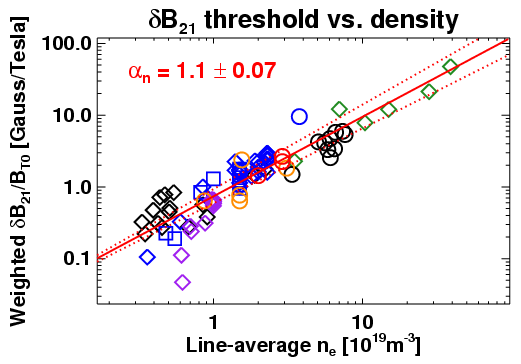 δB₂₁ threshold vs. density
Weighted δB₂₁/B_T0 [Gauss/Tesla]
100.0
10.0
1.0
0.1
αₙ = 1.1 ± 0.07
1
10
Line-average nₑ [10¹⁹m⁻³]